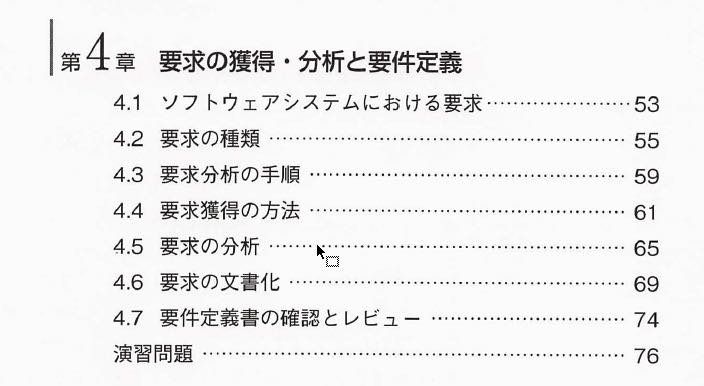 第4章 要求の獲得・分析と要件定義
4.1 ソフトウェアシステムにおける要求 …………………… 53
4.2 要求の種類 …………………… 55
4.3 要求分析の手順 …………………… 59
4.4 要求獲得の方法 …………………… 61
4.5 要求の分析 …………………… 65
4.6 要求の文書化 …………………… 69
4.7 要件定義書の確認とレビュー …………………… 74
演習問題 …………………… 76